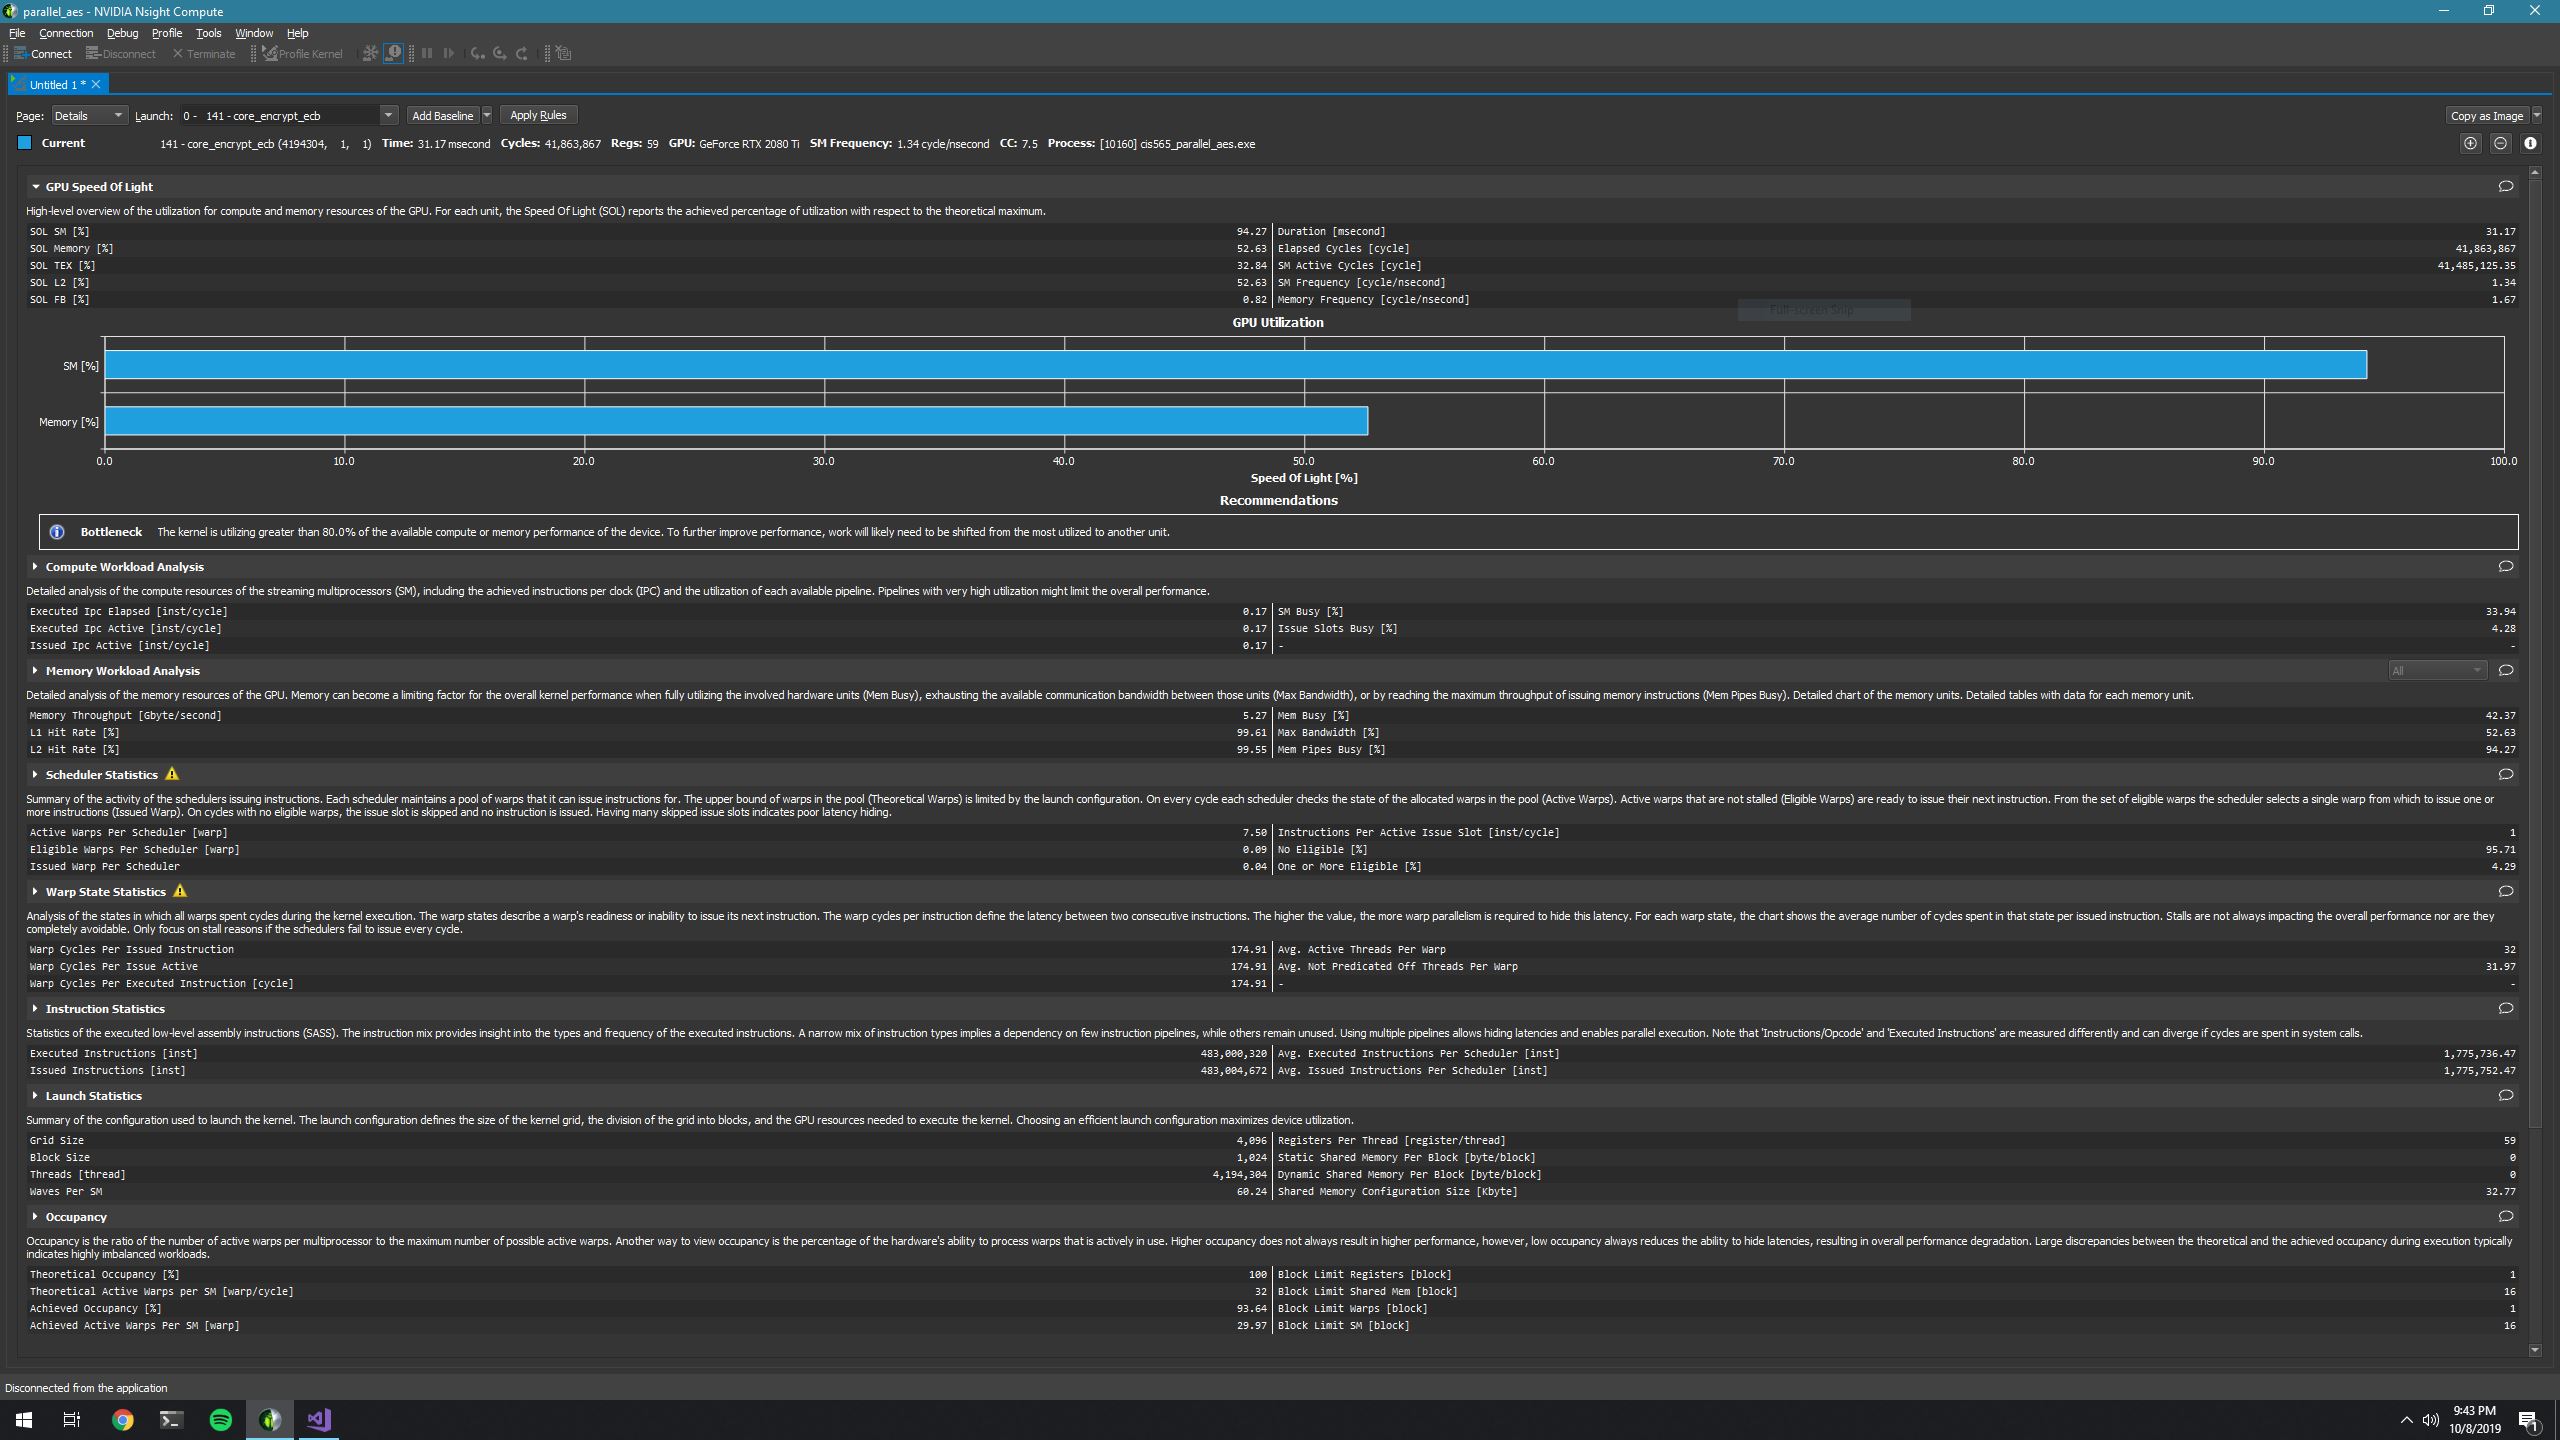 parallel_aes - NVIDIA Nsight Compute
File Connection Debug Profile Tools Window Help
Connect Disconnect Terminate Profile Kernel
Untitled 1 *
Page: Details Launch: 0 - 141 - core_encrypt_ecb Add Baseline Apply Rules Copy as Image
Current 141 - core_encrypt_ecb (4194304, 1, 1) Time: 31.17 msecond Cycles: 41,863,867 Regs: 59 GPU: GeForce RTX 2080 Ti SM Frequency: 1.34 cycle/nsecond CC: 7.5 Process: [10160] cis565_parallel_aes.exe
GPU Speed Of Light
High-level overview of the utilization for compute and memory resources of the GPU. For each unit, the Speed Of Light (SOL) reports the achieved percentage of utilization with respect to the theoretical maximum.
SOL SM [%] 94.27 Duration [msecond] 31.17
SOL Memory [%] 52.63 Elapsed Cycles [cycle] 41,863,867
SOL TEX [%] 32.84 SM Active Cycles [cycle] 41,485,125.35
SOL L2 [%] 52.63 SM Frequency [cycle/nsecond] 1.34
SOL FB [%] 0.82 Memory Frequency [cycle/nsecond] 1.67
Full-screen Snip
GPU Utilization
SM [%]
Memory [%]
0.0 10.0 20.0 30.0 40.0 50.0 60.0 70.0 80.0 90.0 100.0
Speed Of Light [%]
Recommendations
Bottleneck The kernel is utilizing greater than 80.0% of the available compute or memory performance of the device. To further improve performance, work will likely need to be shifted from the most utilized to another unit.
Compute Workload Analysis
Detailed analysis of the compute resources of the streaming multiprocessors (SM), including the achieved instructions per clock (IPC) and the utilization of each available pipeline. Pipelines with very high utilization might limit the overall performance.
Executed Ipc Elapsed [inst/cycle] 0.17 SM Busy [%] 33.94
Executed Ipc Active [inst/cycle] 0.17 Issue Slots Busy [%] 4.28
Issued Ipc Active [inst/cycle] 0.17 - -
Memory Workload Analysis All
Detailed analysis of the memory resources of the GPU. Memory can become a limiting factor for the overall kernel performance when fully utilizing the involved hardware units (Mem Busy), exhausting the available communication bandwidth between those units (Max Bandwidth), or by reaching the maximum throughput of issuing memory instructions (Mem Pipes Busy). Detailed chart of the memory units. Detailed tables with data for each memory unit.
Memory Throughput [Gbyte/second] 5.27 Mem Busy [%] 42.37
L1 Hit Rate [%] 99.61 Max Bandwidth [%] 52.63
L2 Hit Rate [%] 99.55 Mem Pipes Busy [%] 94.27
Scheduler Statistics
Summary of the activity of the schedulers issuing instructions. Each scheduler maintains a pool of warps that it can issue instructions for. The upper bound of warps in the pool (Theoretical Warps) is limited by the launch configuration. On every cycle each scheduler checks the state of the allocated warps in the pool (Active Warps). Active warps that are not stalled (Eligible Warps) are ready to issue their next instruction. From the set of eligible warps the scheduler selects a single warp from which to issue one or
more instructions (Issued Warp). On cycles with no eligible warps, the issue slot is skipped and no instruction is issued. Having many skipped issue slots indicates poor latency hiding.
Active Warps Per Scheduler [warp] 7.50 Instructions Per Active Issue Slot [inst/cycle] 1
Eligible Warps Per Scheduler [warp] 0.09 No Eligible [%] 95.71
Issued Warp Per Scheduler 0.04 One or More Eligible [%] 4.29
Warp State Statistics
Analysis of the states in which all warps spent cycles during the kernel execution. The warp states describe a warp's readiness or inability to issue its next instruction. The warp cycles per instruction define the latency between two consecutive instructions. The higher the value, the more warp parallelism is required to hide this latency. For each warp state, the chart shows the average number of cycles spent in that state per issued instruction. Stalls are not always impacting the overall performance nor are they
completely avoidable. Only focus on stall reasons if the schedulers fail to issue every cycle.
Warp Cycles Per Issued Instruction 174.91 Avg. Active Threads Per Warp 32
Warp Cycles Per Issue Active 174.91 Avg. Not Predicated Off Threads Per Warp 31.97
Warp Cycles Per Executed Instruction [cycle] 174.91 - -
Instruction Statistics
Statistics of the executed low-level assembly instructions (SASS). The instruction mix provides insight into the types and frequency of the executed instructions. A narrow mix of instruction types implies a dependency on few instruction pipelines, while others remain unused. Using multiple pipelines allows hiding latencies and enables parallel execution. Note that 'Instructions/Opcode' and 'Executed Instructions' are measured differently and can diverge if cycles are spent in system calls.
Executed Instructions [inst] 483,000,320 Avg. Executed Instructions Per Scheduler [inst] 1,775,736.47
Issued Instructions [inst] 483,004,672 Avg. Issued Instructions Per Scheduler [inst] 1,775,752.47
Launch Statistics
Summary of the configuration used to launch the kernel. The launch configuration defines the size of the kernel grid, the division of the grid into blocks, and the GPU resources needed to execute the kernel. Choosing an efficient launch configuration maximizes device utilization.
Grid Size 4,096 Registers Per Thread [register/thread] 59
Block Size 1,024 Static Shared Memory Per Block [byte/block] 0
Threads [thread] 4,194,304 Dynamic Shared Memory Per Block [byte/block] 0
Waves Per SM 60.24 Shared Memory Configuration Size [Kbyte] 32.77
Occupancy
Occupancy is the ratio of the number of active warps per multiprocessor to the maximum number of possible active warps. Another way to view occupancy is the percentage of the hardware's ability to process warps that is actively in use. Higher occupancy does not always result in higher performance, however, low occupancy always reduces the ability to hide latencies, resulting in overall performance degradation. Large discrepancies between the theoretical and the achieved occupancy during execution typically
indicates highly imbalanced workloads.
Theoretical Occupancy [%] 100 Block Limit Registers [block] 1
Theoretical Active Warps per SM [warp/cycle] 32 Block Limit Shared Mem [block] 16
Achieved Occupancy [%] 93.64 Block Limit Warps [block] 1
Achieved Active Warps Per SM [warp] 29.97 Block Limit SM [block] 16
Disconnected from the application
9:43 PM
10/8/2019
1